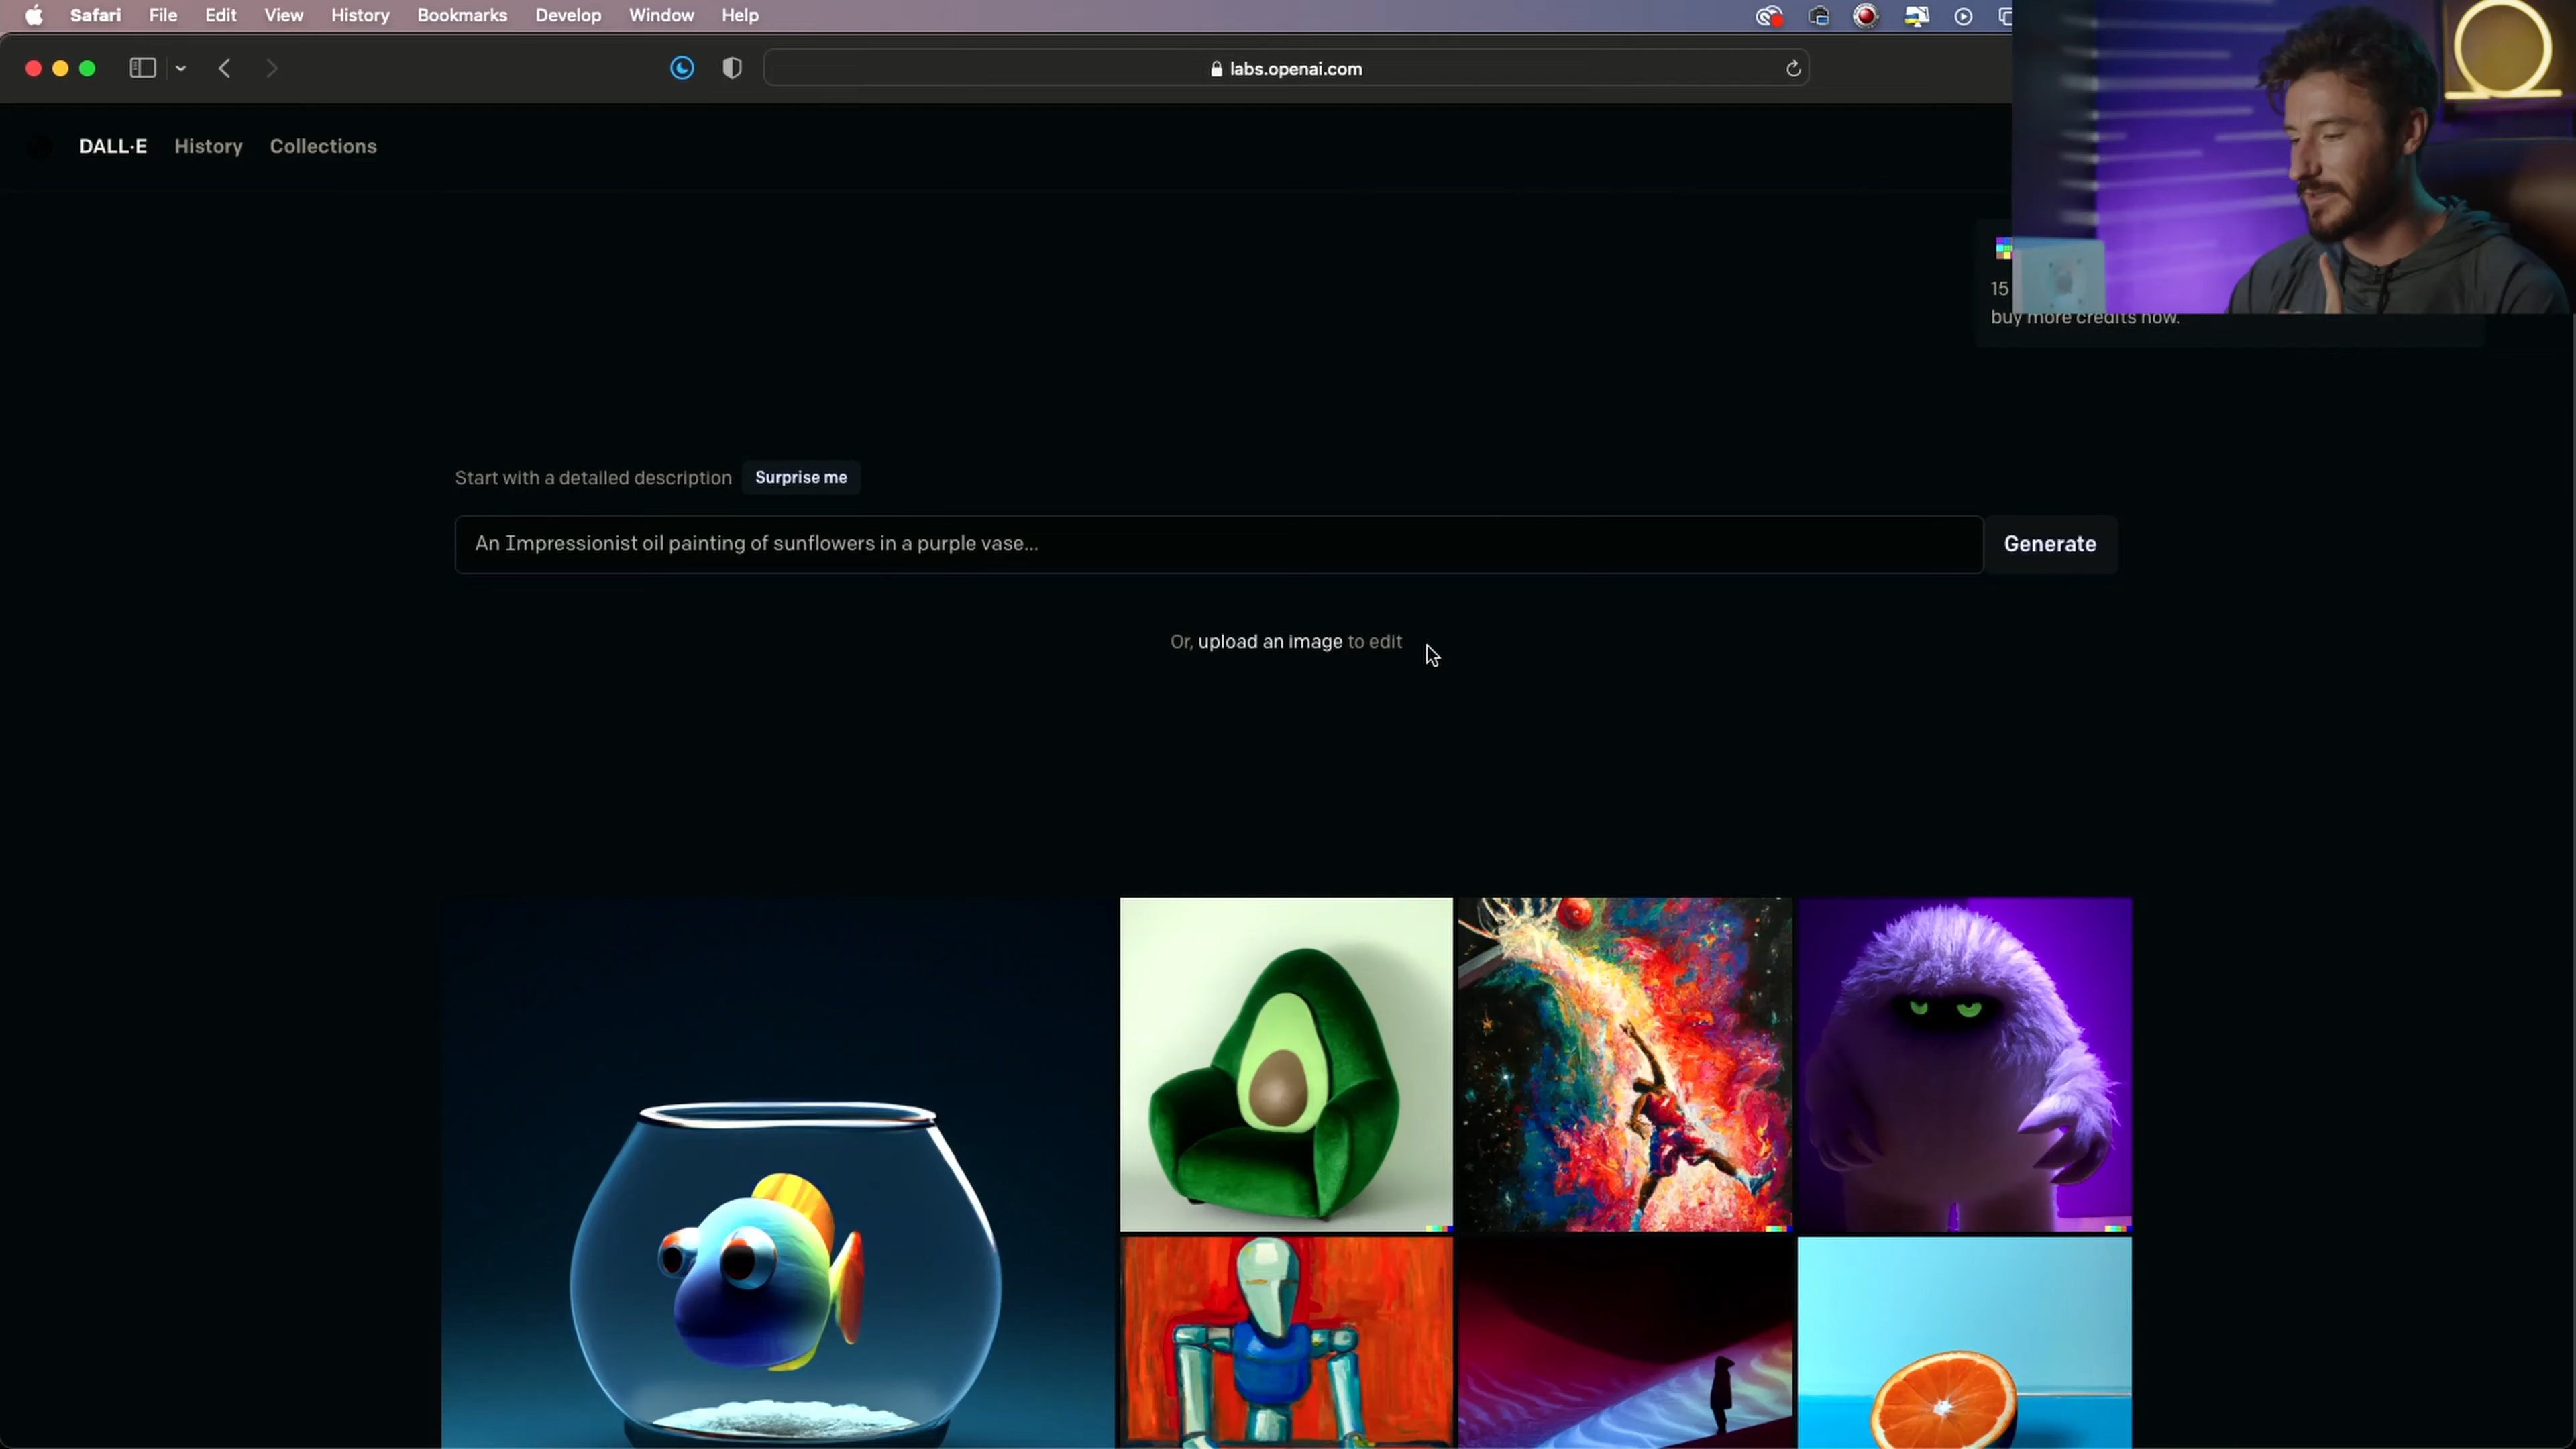 Safari File Edit View History Bookmarks Develop Window Help
labs.openai.com
DALL·E History Collections
15
buy more credits now.
Start with a detailed description Surprise me
An Impressionist oil painting of sunflowers in a purple vase...
Generate
Or, upload an image to edit